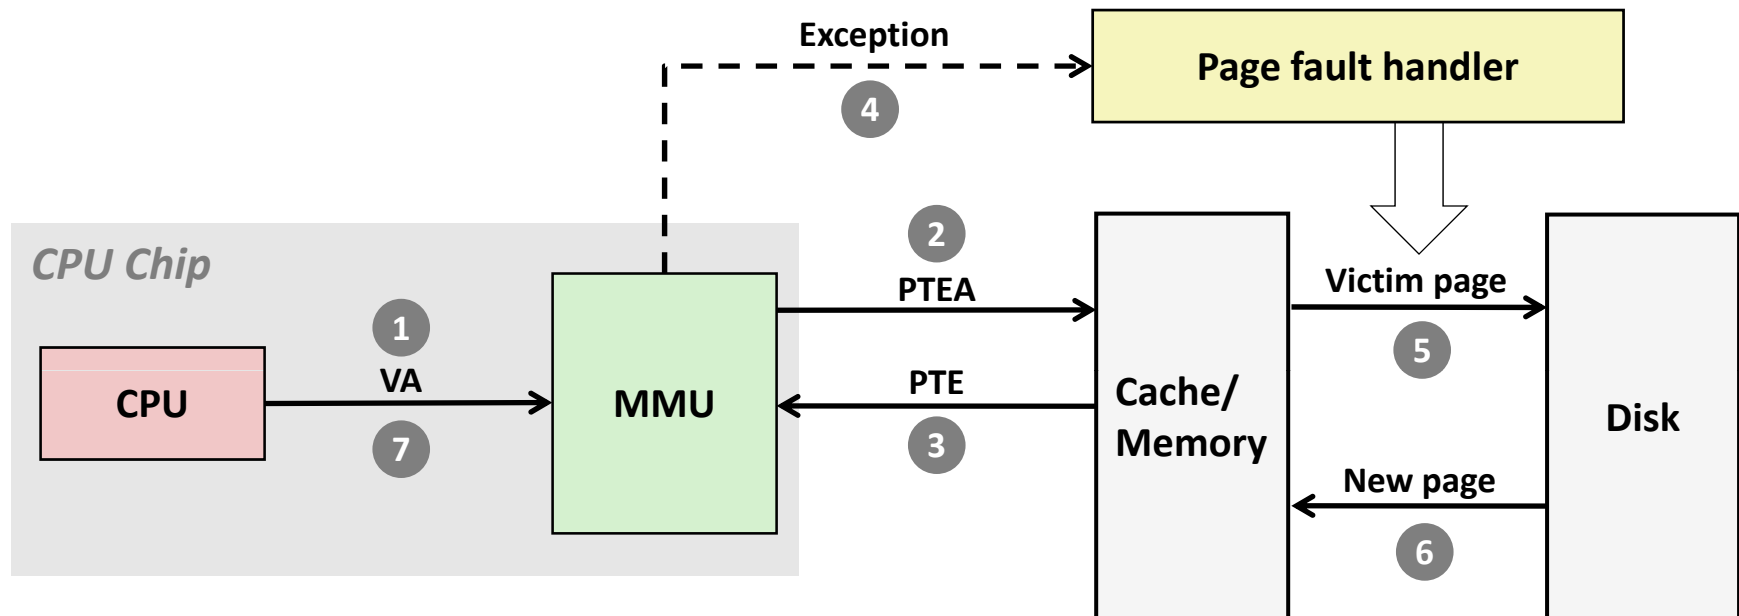 Exception
Page fault handler
4
CPU Chip
2
PTEA
Victim page
1
VA
5
CPU
MMU
PTE
Cache/
Memory
Disk
7
3
New page
6